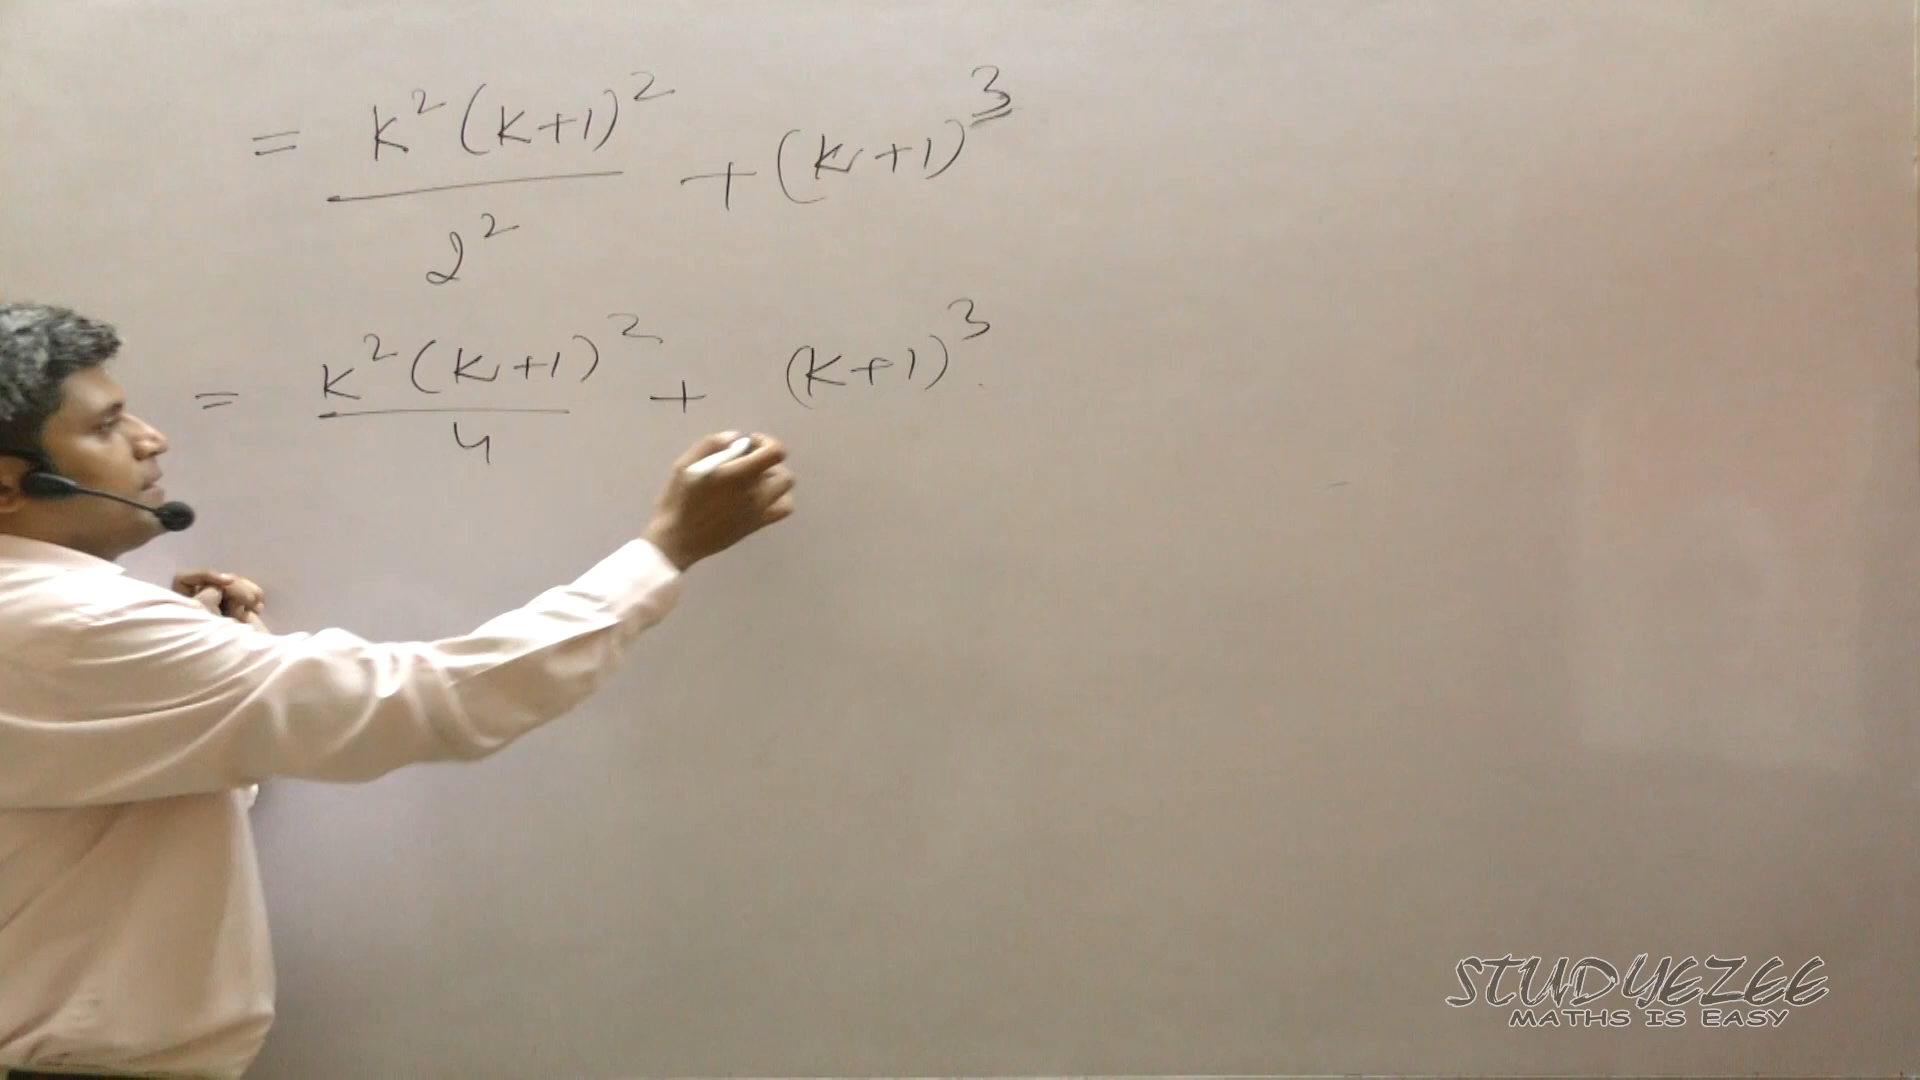 = K²(K+1)²/2² + (K+1)³
= K²(K+1)²/4 + (K+1)³
STUDYEZEE
MATHS IS EASY